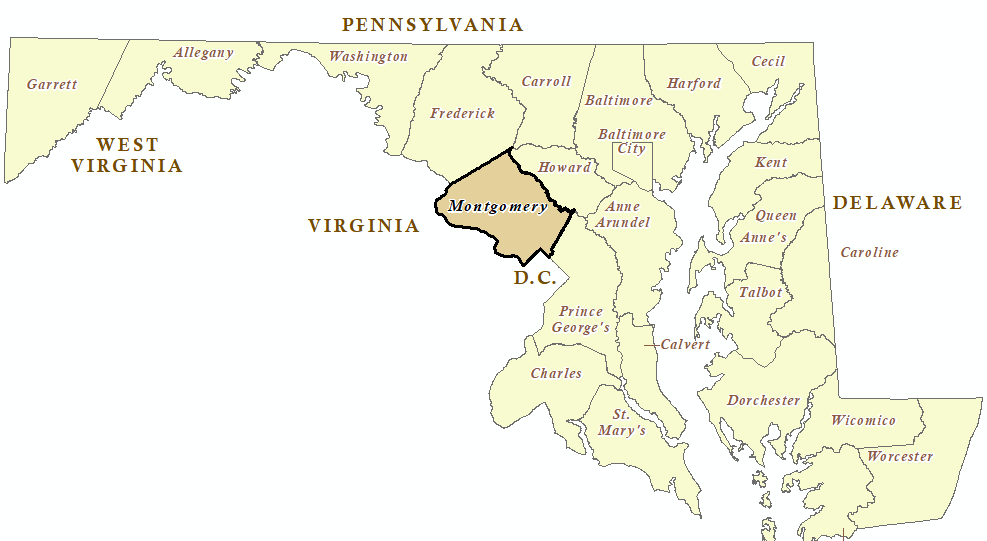 PENNSYLVANIA
Allegany
Washington
Garrett
Cecil
Carroll
Harford
Baltimore
Frederick
Baltimore
City
WEST
VIRGINIA
Howard
Kent
Montgomery
Anne
Arundel
DELAWARE
Queen
Anne's
VIRGINIA
Caroline
D.C.
Talbot
Prince
George's
Calvert
Charles
Dorchester
St.
Mary's
Wicomico
Worcester